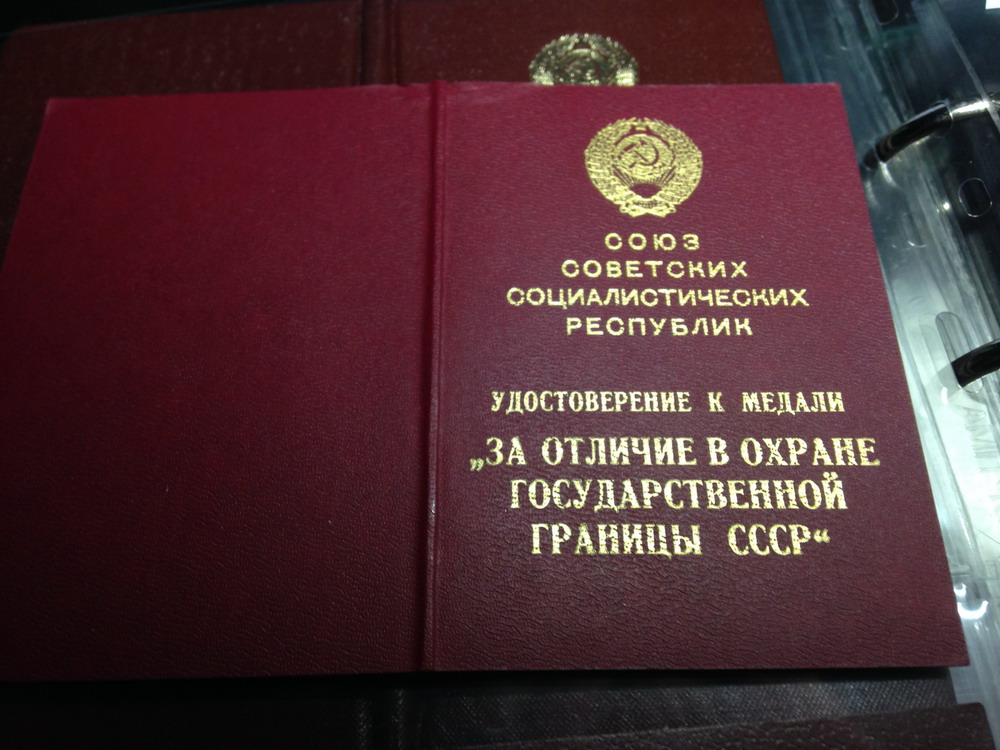 СОЮЗ
СОВЕТСКИХ
СОЦИАЛИСТИЧЕСКИХ
РЕСПУБЛИК
УДОСТОВЕРЕНИЕ К МЕДАЛИ
„ЗА ОТЛИЧИЕ В ОХРАНЕ
ГОСУДАРСТВЕННОЙ
ГРАНИЦЫ СССР“